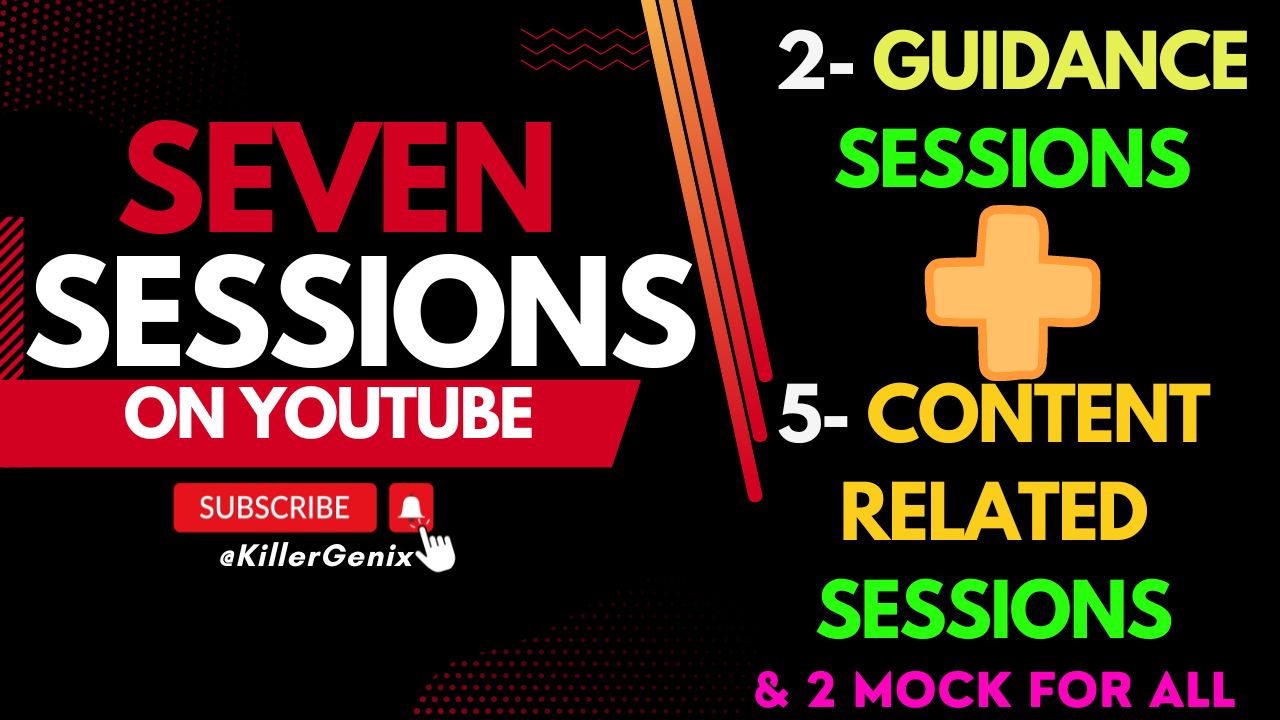 SEVEN
SESSIONS
ON YOUTUBE
SUBSCRIBE
@KillerGenix
2- GUIDANCE
SESSIONS
5- CONTENT
RELATED
SESSIONS
& 2 MOCK FOR ALL